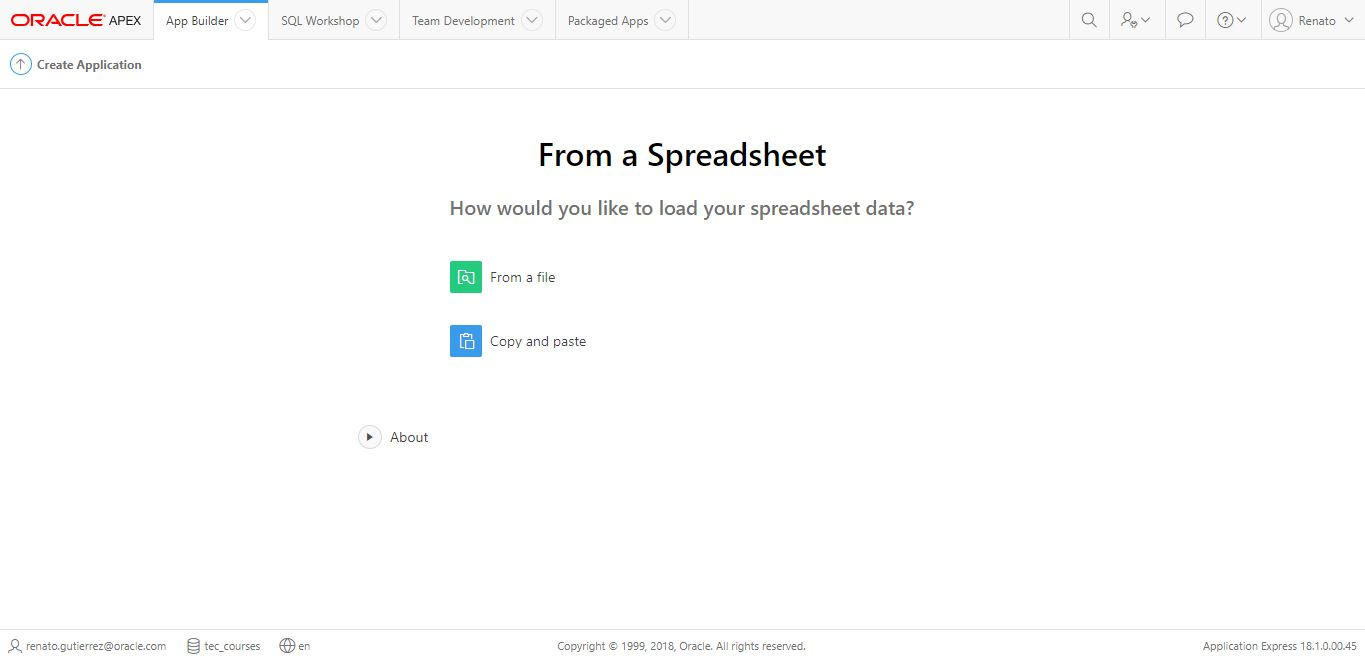 ORACLE APEX App Builder SQL Workshop Team Development Packaged Apps Renato
Create Application
From a Spreadsheet
How would you like to load your spreadsheet data?
From a file
Copy and paste
About
renato.gutierrez@oracle.com tec_courses en Copyright © 1999, 2018, Oracle. All rights reserved. Application Express 18.1.0.00.45